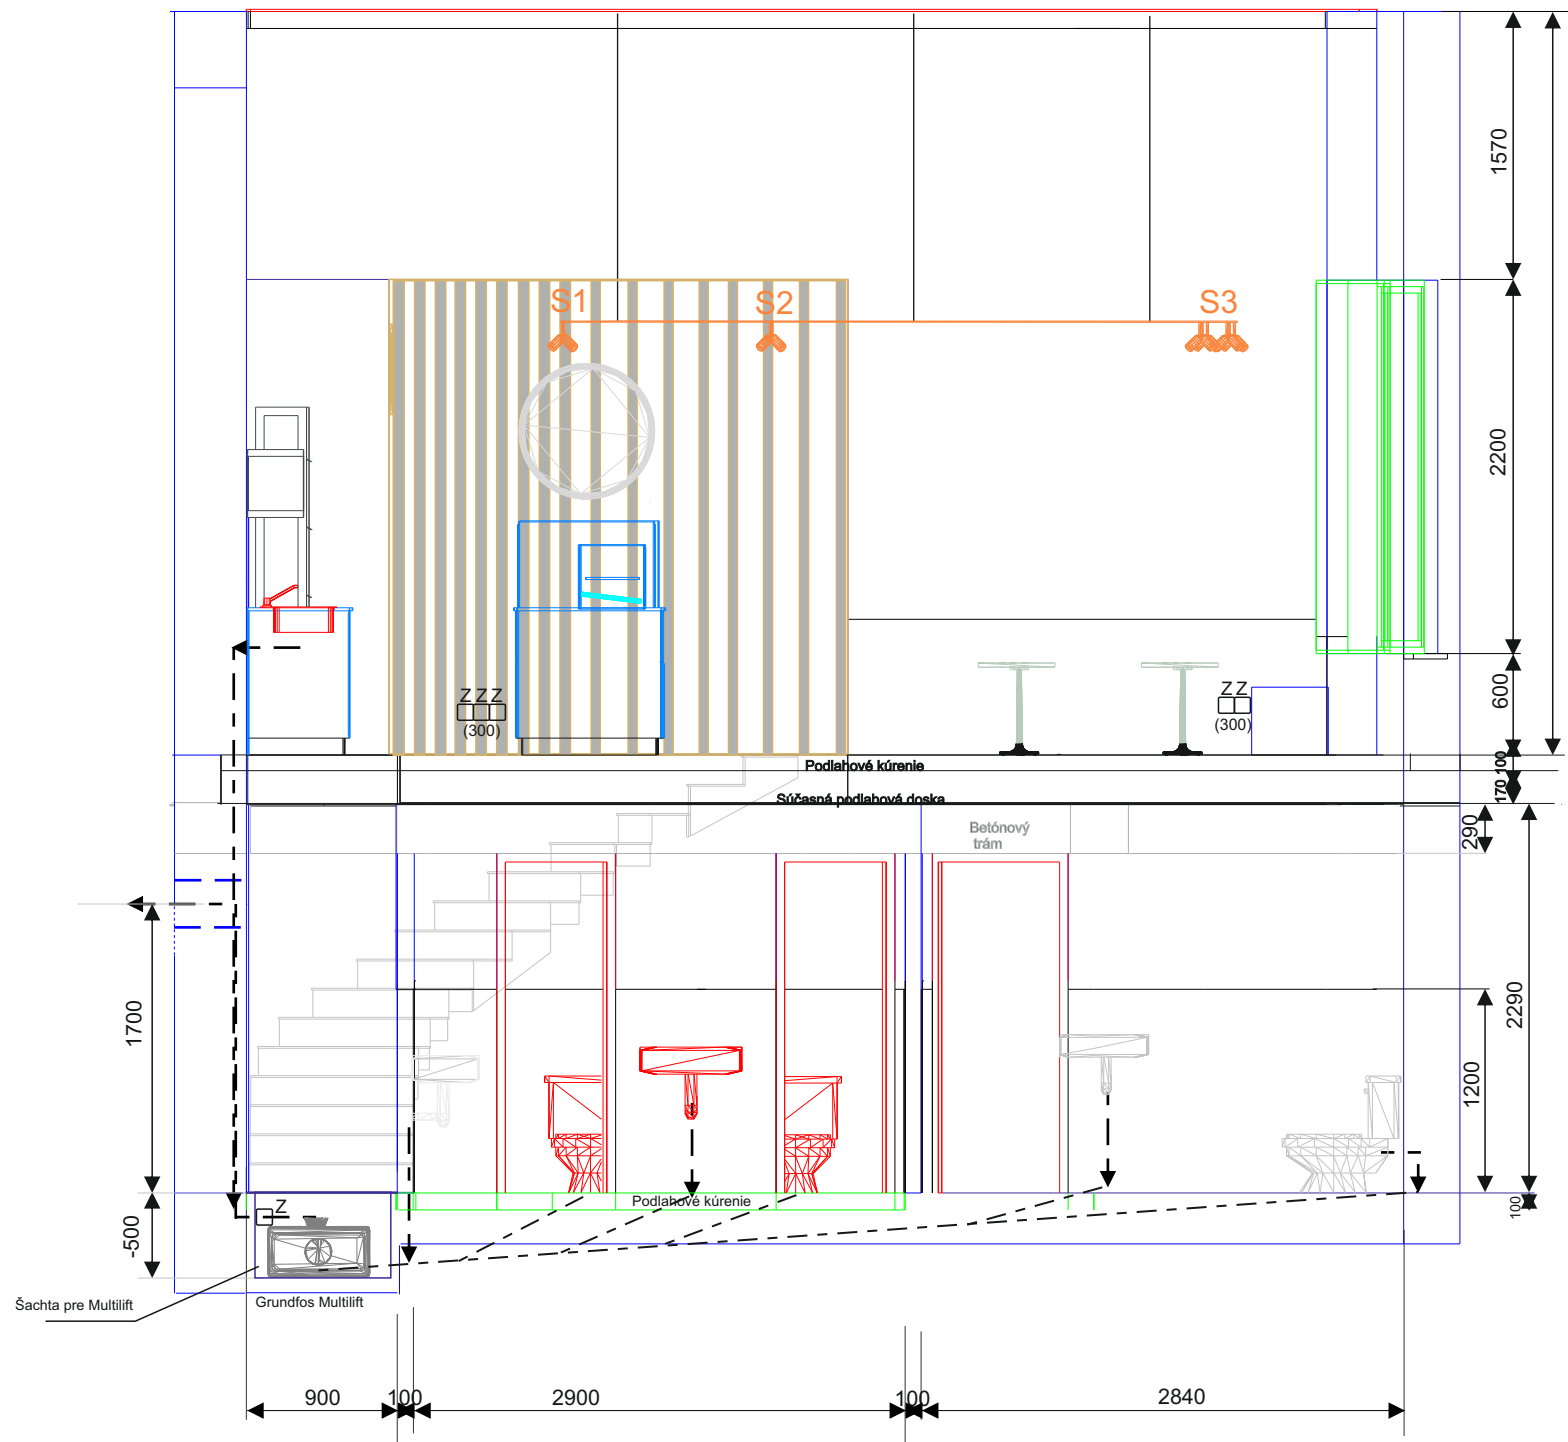 1570
S1
S2
S3
2200
Z Z Z
(300)
Z Z
(300)
600
Podlahové kúrenie
100
170
Súčasná podlahová doska
Betónový
trám
290
1700
2290
1200
Podlahové kúrenie
100
Z
-500
Šachta pre Multilift
Grundfos Multilift
900
100
2900
100
2840